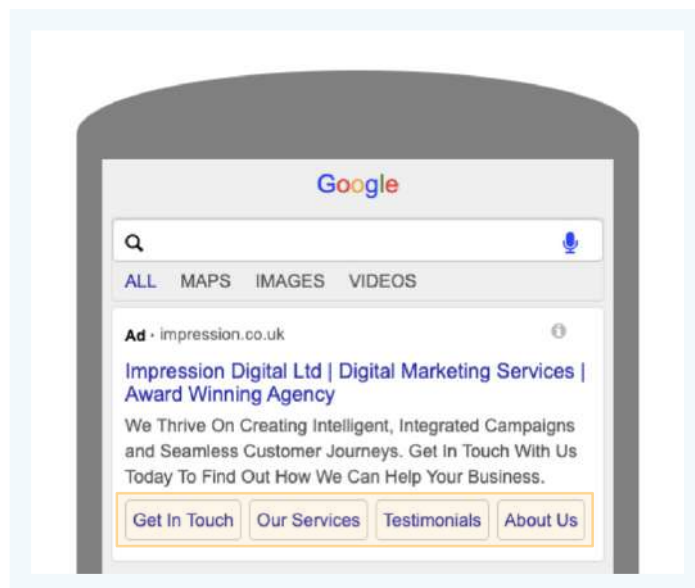 Google
ALL MAPS IMAGES VIDEOS
Ad · impression.co.uk
Impression Digital Ltd | Digital Marketing Services |
Award Winning Agency
We Thrive On Creating Intelligent, Integrated Campaigns
and Seamless Customer Journeys. Get In Touch With Us
Today To Find Out How We Can Help Your Business.
Get In Touch Our Services Testimonials About Us